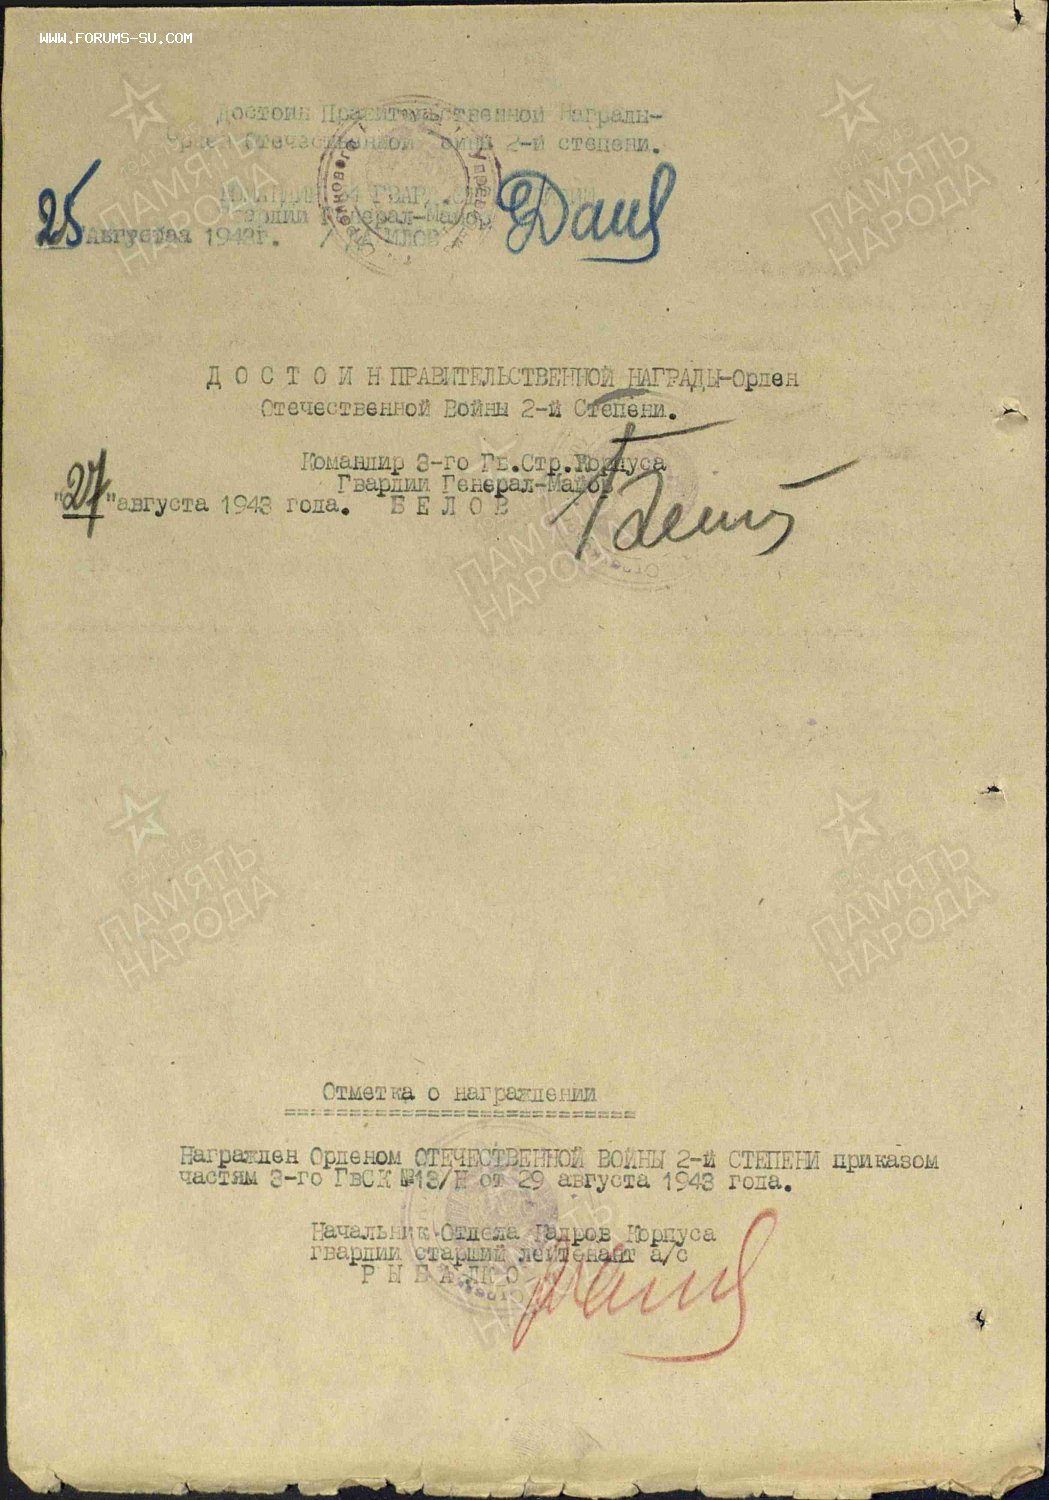 WWW.FORUMS-SU.COM
Достоин Правительственной Награды-
Отечественной 2-й степени.
25
Гвардии Генерал-Майор
Августа 1943г.
Д О С Т О И Н ПРАВИТЕЛЬСТВЕННОЙ НАГРАДЫ-Орден
Отечественной Войны 2-й Степени.
Командир 3-го Гв.Стр.Корпуса
Гвардии Генерал-Майор
"27"августа 1943 года. Б Е Л О В
ПАМЯТЬ
НАРОДА
Отметка о награждении
===========================
Награжден Орденом ОТЕЧЕСТВЕННОЙ ВОЙНЫ 2-й СТЕПЕНИ приказом
частям 3-го ГвСК №13/Н от 29 августа 1943 года.
Начальник Отдела Кадров Корпуса
гвардии старший лейтенант а/с
Р Ы Б А Л К О